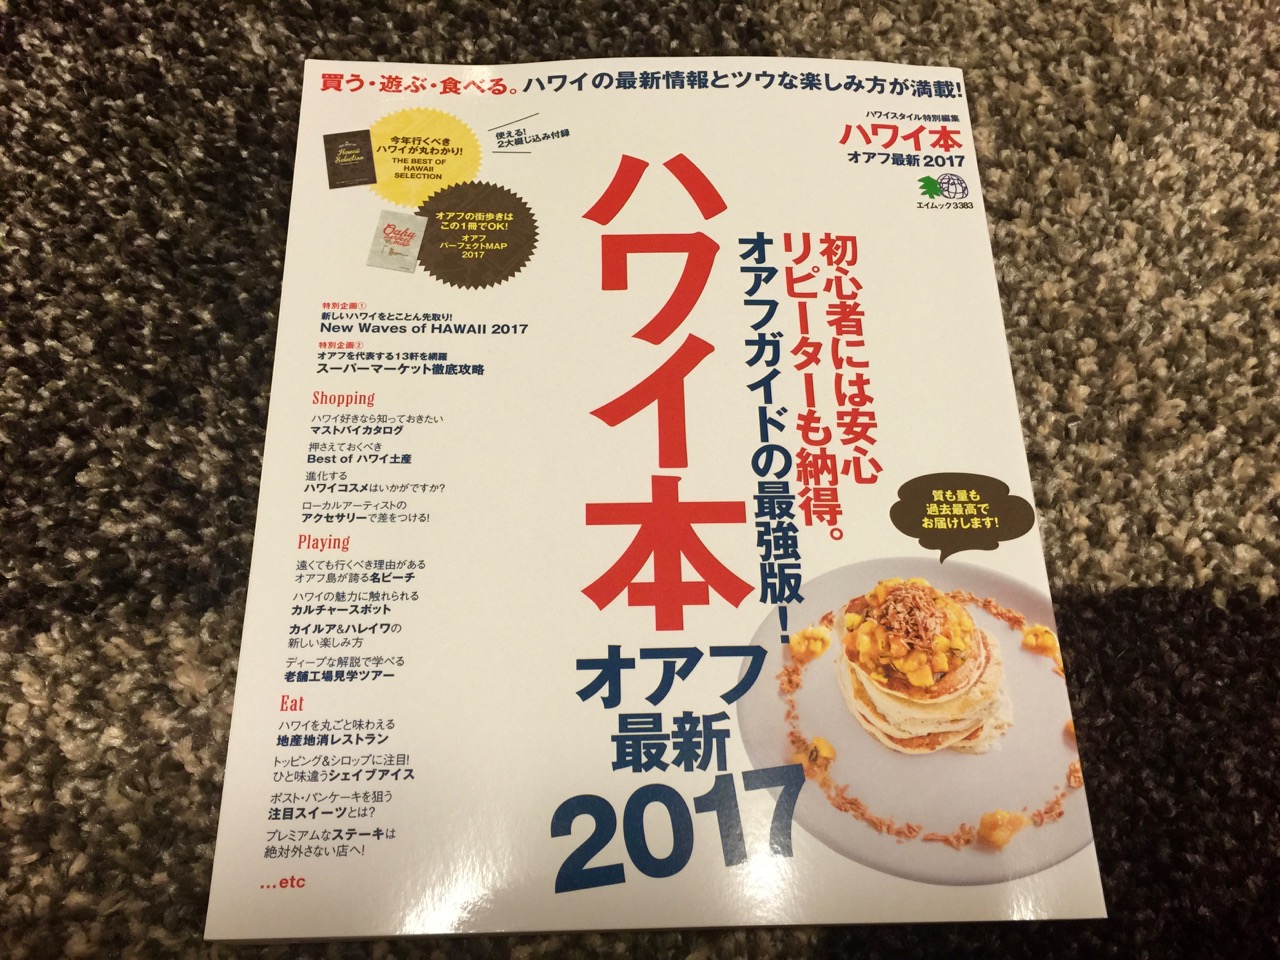 買う・遊ぶ・食べる。ハワイの最新情報とツウな楽しみ方が満載!
ハワイスタイル特別編集
ハワイ本
オアフ最新 2017
エイムック 3383
今年行くべき
ハワイが丸わかり!
THE BEST OF
HAWAII
SELECTION
Hawaii
Selection
使える!
2大綴じ込み付録
オアフの街歩きは
この1冊でOK!
オアフ
パーフェクトMAP
2017
Oahu
perfect
map
ハワイ本
オアフ
最新
2017
初心者には安心
リピーターも納得。
オアフガイドの最強版!
特別企画①
新しいハワイをとことん先取り!
New Waves of HAWAII 2017
特別企画②
オアフを代表する13軒を網羅
スーパーマーケット徹底攻略
Shopping
ハワイ好きなら知っておきたい
マストバイカタログ
押さえておくべき
Best of ハワイ土産
進化する
ハワイコスメはいかがですか?
ローカルアーティストの
アクセサリーで差をつける!
Playing
遠くても行くべき理由がある
オアフ島が誇る名ビーチ
ハワイの魅力に触れられる
カルチャースポット
カイルア&ハレイワの
新しい楽しみ方
ディープな解説で学べる
老舗工場見学ツアー
Eat
ハワイを丸ごと味わえる
地産地消レストラン
トッピング&シロップに注目!
ひと味違うシェイブアイス
ポスト・パンケーキを狙う
注目スイーツとは?
プレミアムなステーキは
絶対外さない店へ!
...etc
質も量も
過去最高で
お届けします!